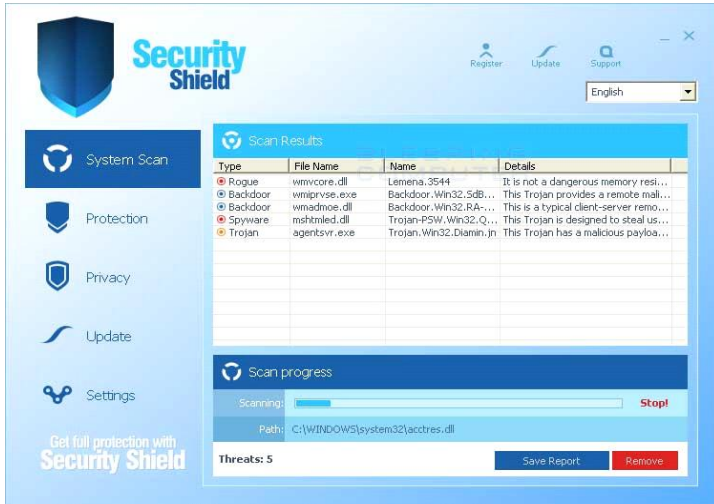 Security
Shield
Register Update Support
English
System Scan
Protection
Privacy
Update
Settings
Get full protection with
Security Shield
Scan Results
Type File Name Name Details
Rogue wmvcore.dll Lemena.3544 It is not a dangerous memory resi...
Backdoor wmiprvse.exe Backdoor.Win32.SdB... This Trojan provides a remote mali...
Backdoor wmadmoe.dll Backdoor.Win32.RA-... This is a typical client-server remo...
Spyware mshtmled.dll Trojan-PSW.Win32.Q... This Trojan is designed to steal us...
Trojan agentsvr.exe Trojan.Win32.Diamin.jn This Trojan has a malicious payloa...
Scan progress
Scanning: Stop!
Path: C:\WINDOWS\system32\acctres.dll
Threats: 5 Save Report Remove